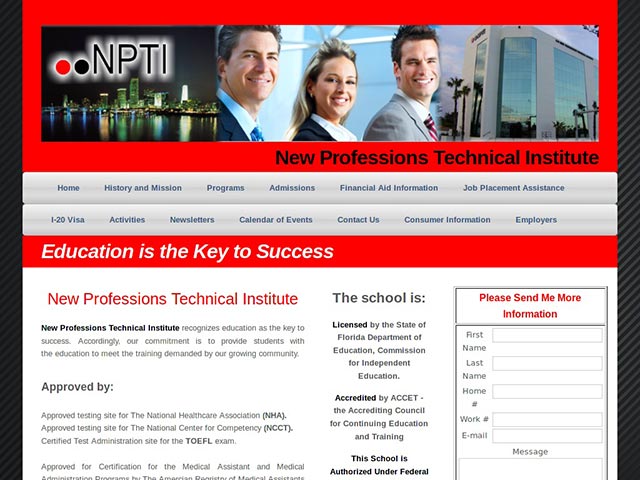 NPTI
New Professions Technical Institute
Home History and Mission Programs Admissions Financial Aid Information Job Placement Assistance
I-20 Visa Activities Newsletters Calendar of Events Contact Us Consumer Information Employers
Education is the Key to Success
New Professions Technical Institute
New Professions Technical Institute recognizes education as the key to
success. Accordingly, our commitment is to provide students with
the education to meet the training demanded by our growing community.
Approved by:
Approved testing site for The National Healthcare Association (NHA).
Approved testing site for The National Center for Competency (NCCT).
Certified Test Administration site for the TOEFL exam.
Approved for Certification for the Medical Assistant and Medical
Administration Programs by The Amercian Registry of Medical Assistants
The school is:
Licensed by the State of
Florida Department of
Education, Commission
for Independent
Education.
Accredited by ACCET -
the Accrediting Council
for Continuing Education
and Training
This School is
Authorized Under Federal
Please Send Me More
Information
First
Name
Last
Name
Home
#
Work #
E-mail
Message